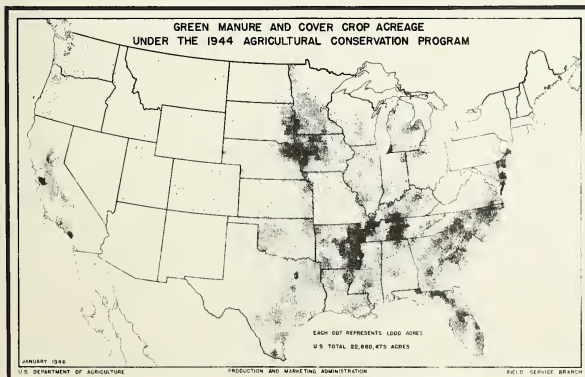 GREEN MANURE AND COVER CROP ACREAGE
UNDER THE 1944 AGRICULTURAL CONSERVATION PROGRAM
EACH DOT REPRESENTS 1,000 ACRES
U S TOTAL 22,880,475 ACRES
JANUARY 1946
U.S. DEPARTMENT OF AGRICULTURE PRODUCTION AND MARKETING ADMINISTRATION FIELD SERVICE BRANCH